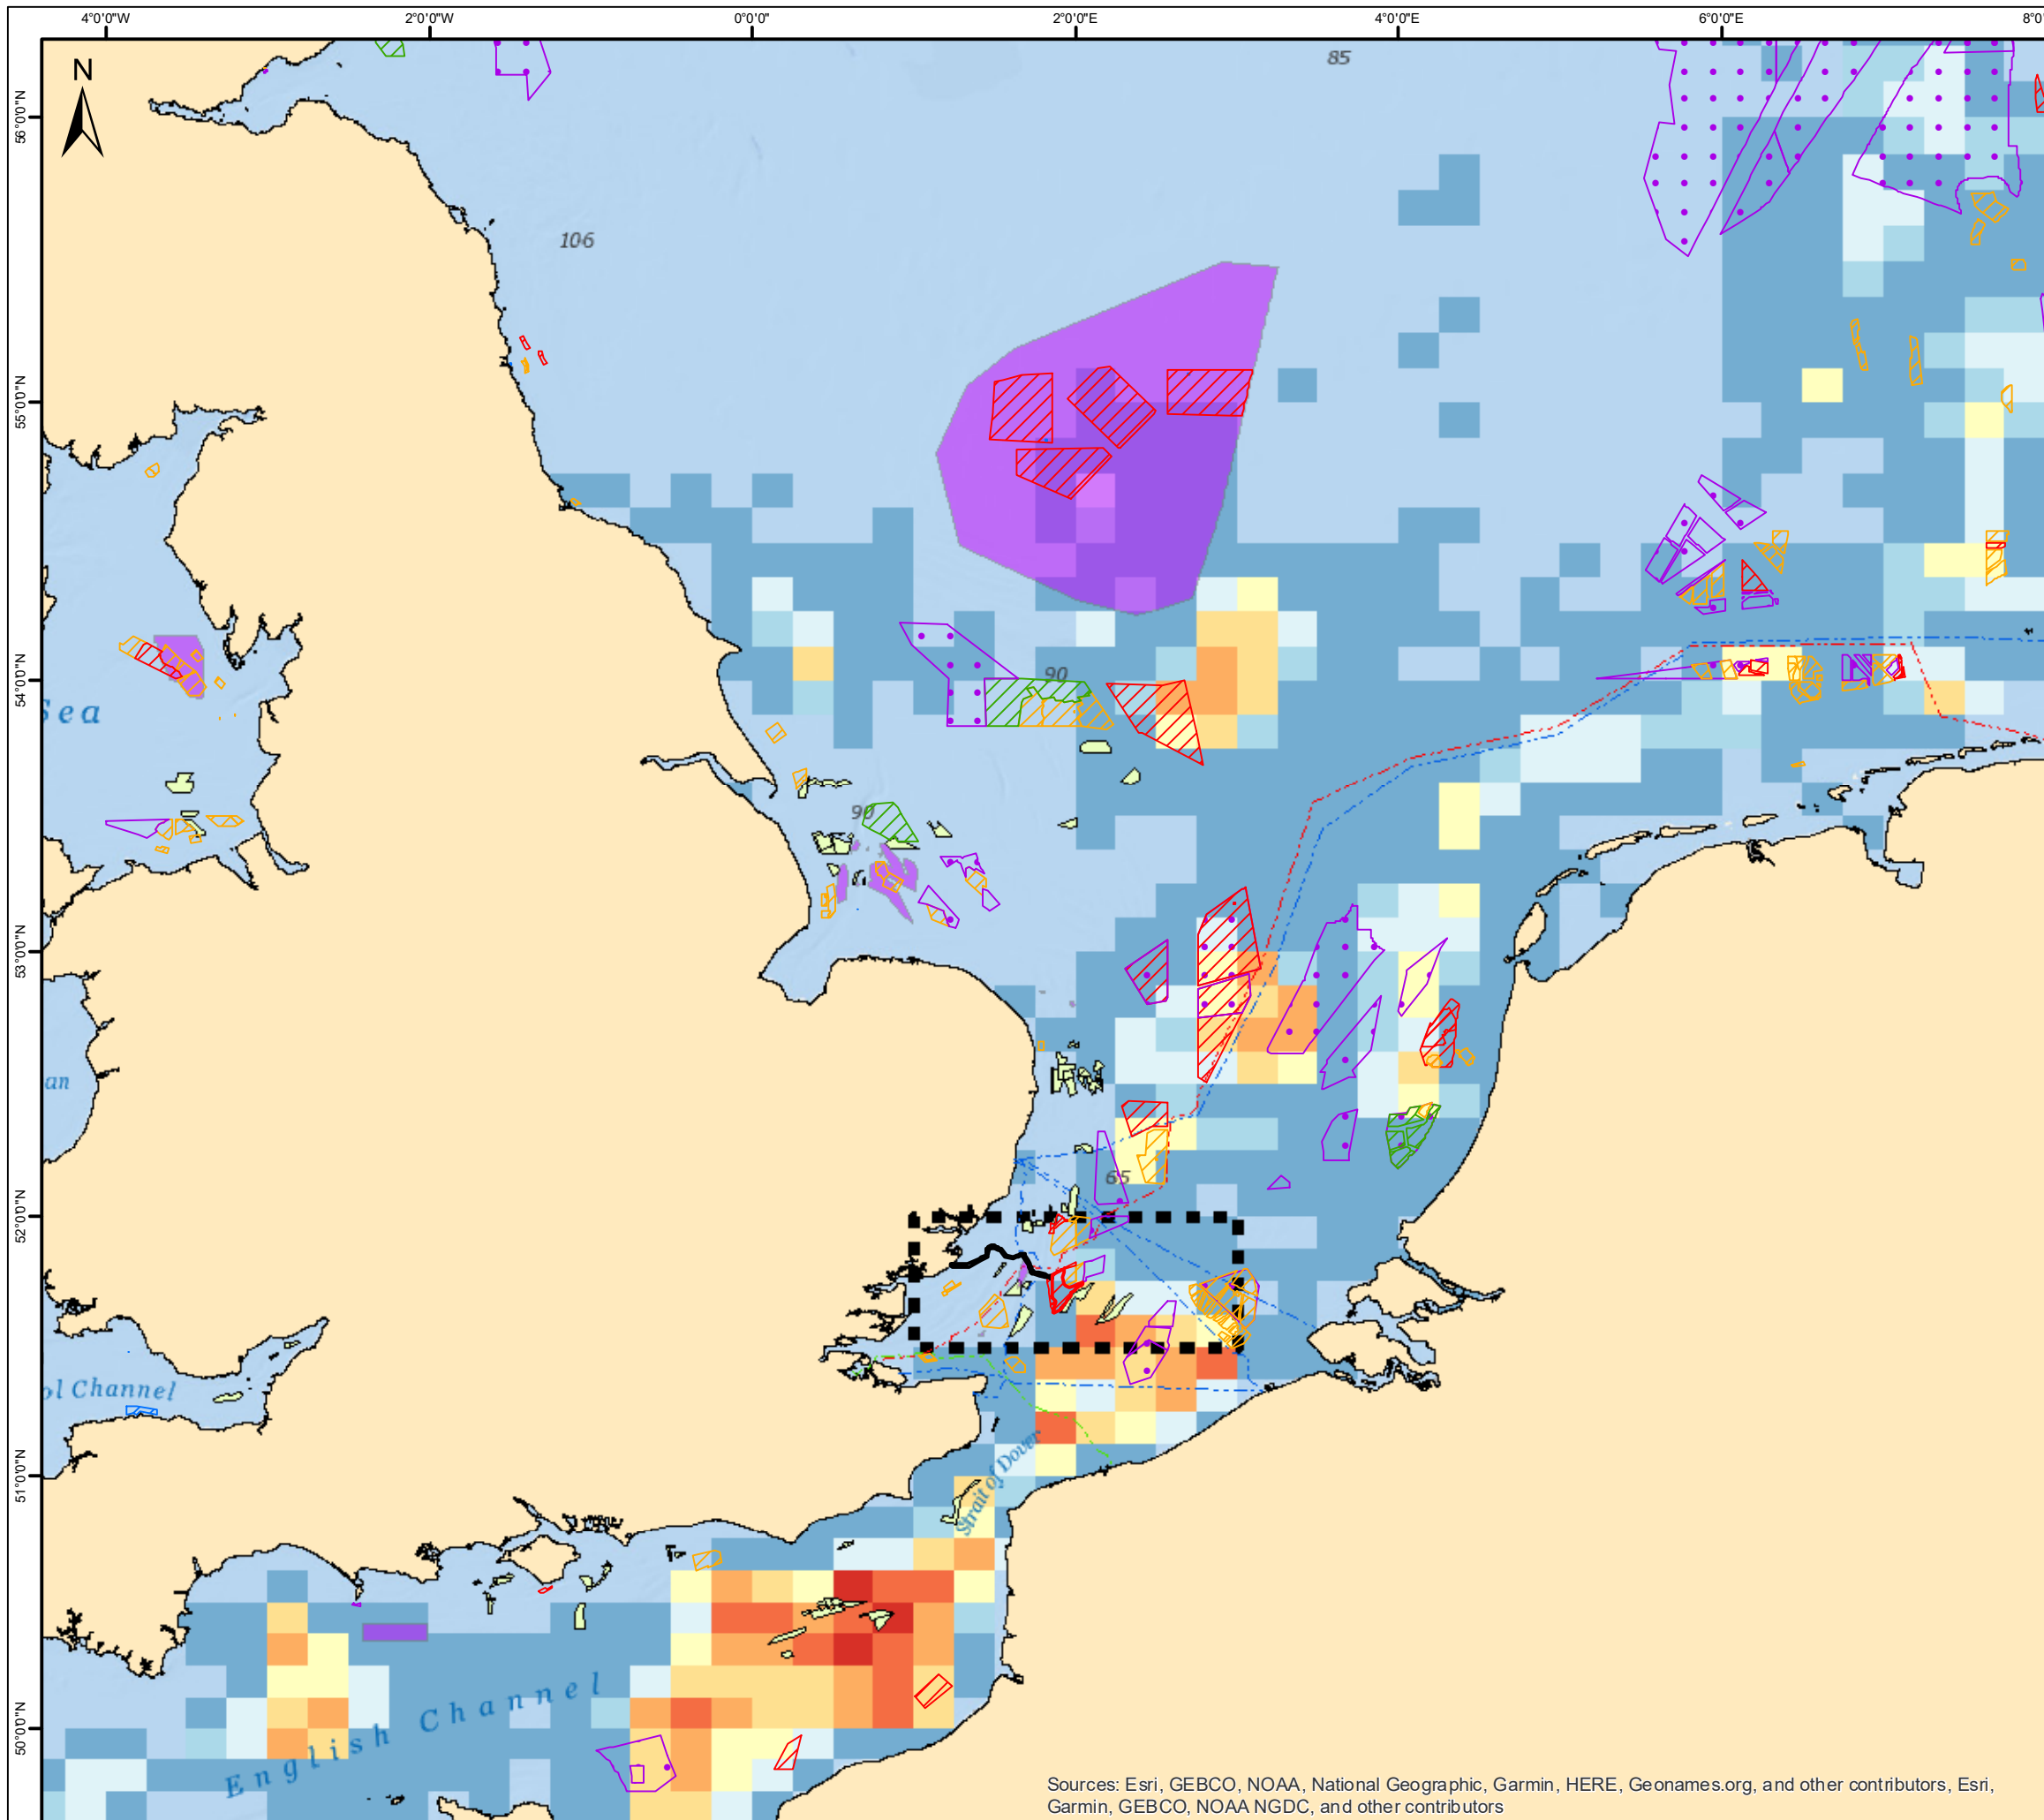 4°0'0"W 2°0'0"W 0°0'0" 2°0'0"E 4°0'0"E 6°0'0"E
N
85
56°0'0"N
106
55°0'0"N
54°0'0"N
90
Sea
90
53°0'0"N
an
65
52°0'0"N
ol Channel
Strait of Dover
51°0'0"N
English Channel
50°0'0"N
Sources: Esri, GEBCO, NOAA, National Geographic, Garmin, HERE, Geonames.org, and other contributors, Esri,
Garmin, GEBCO, NOAA NGDC, and other contributors